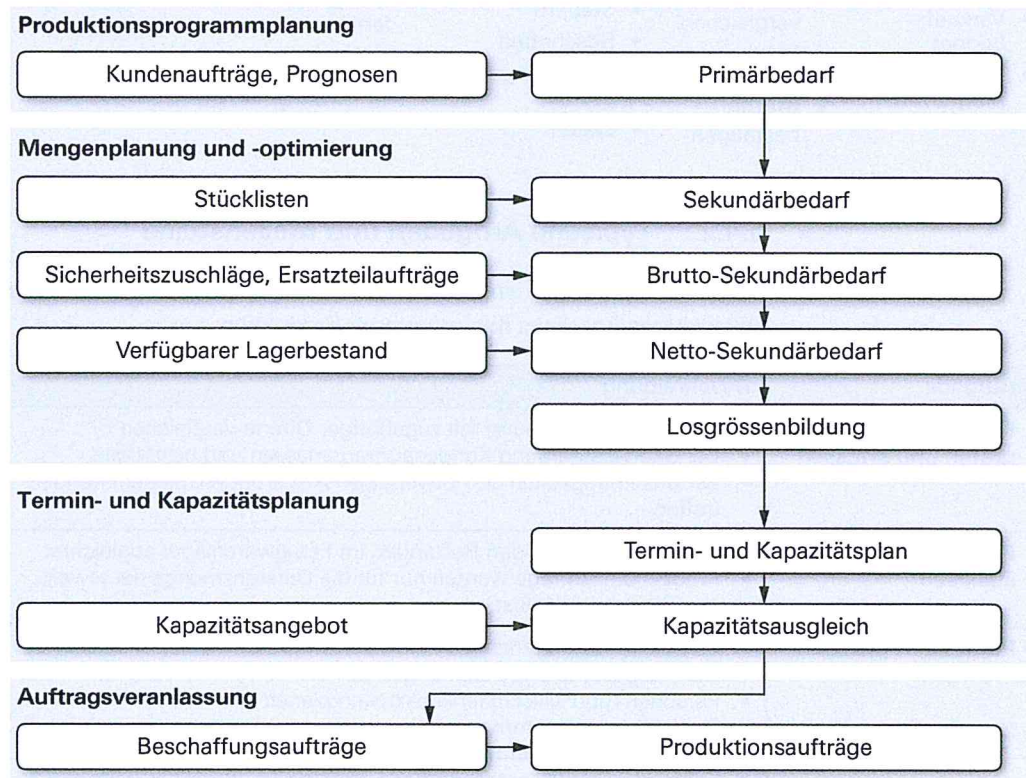 Produktionsprogrammplanung
Kundenaufträge, Prognosen
Primärbedarf
Mengenplanung und -optimierung
Stücklisten
Sekundärbedarf
Sicherheitszuschläge, Ersatzteilaufträge
Brutto-Sekundärbedarf
Verfügbarer Lagerbestand
Netto-Sekundärbedarf
Losgrössenbildung
Termin- und Kapazitätsplanung
Termin- und Kapazitätsplan
Kapazitätsangebot
Kapazitätsausgleich
Auftragsveranlassung
Beschaffungsaufträge
Produktionsaufträge